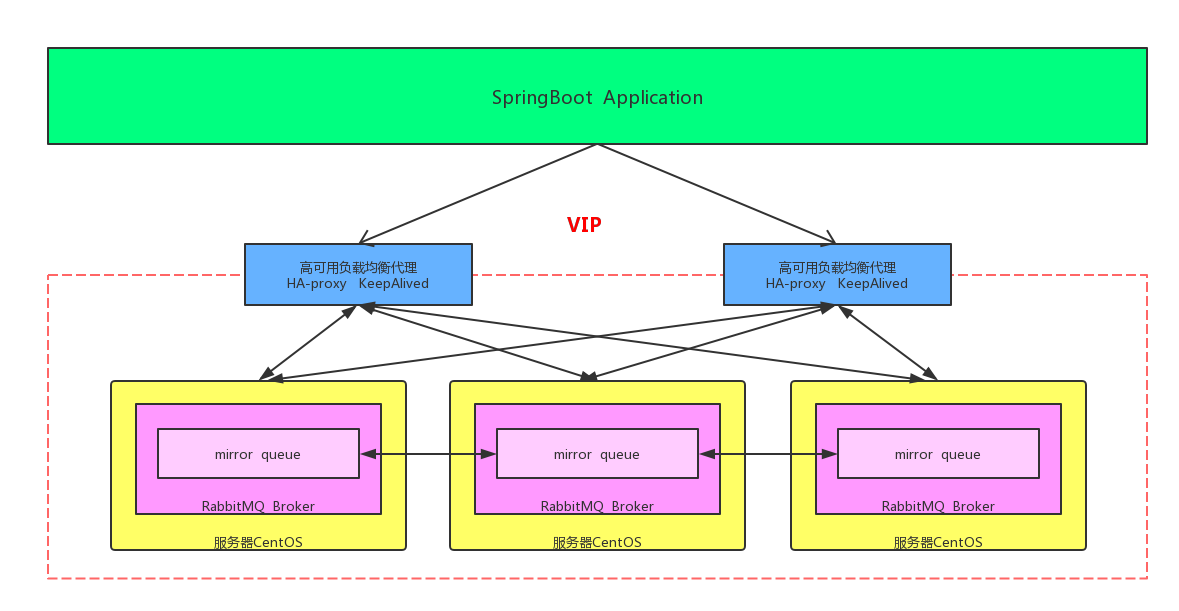 SpringBoot Application
VIP
高可用负载均衡代理
HA-proxy KeepAlived
高可用负载均衡代理
HA-proxy KeepAlived
mirror queue
mirror queue
mirror queue
RabbitMQ Broker
RabbitMQ Broker
RabbitMQ Broker
服务器CentOS
服务器CentOS
服务器CentOS